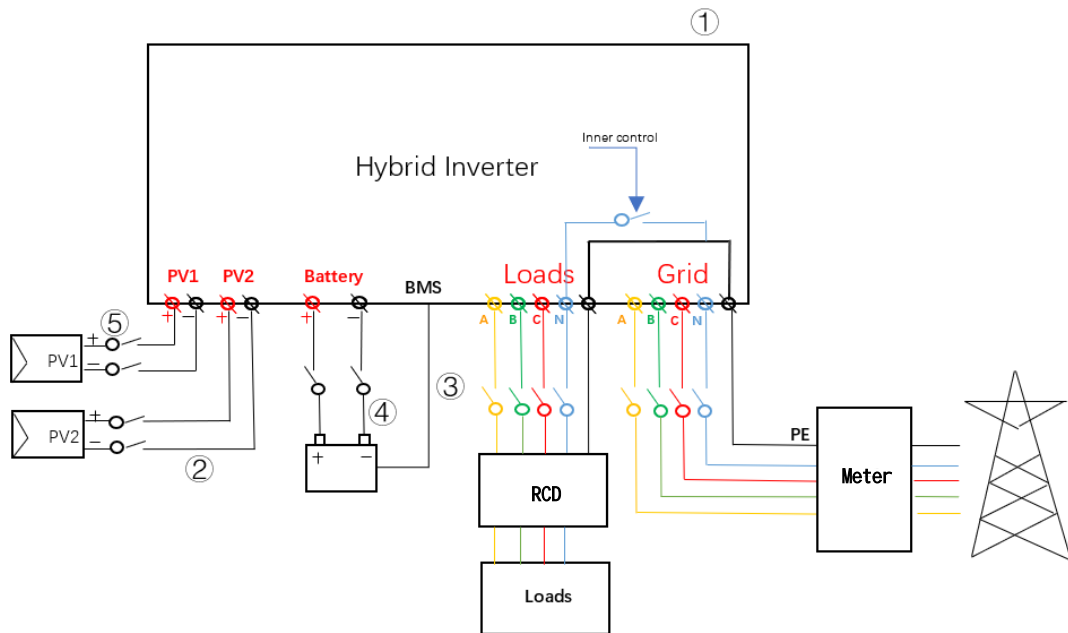 ①
Inner control
Hybrid Inverter
PV1 PV2 Battery BMS Loads Grid
+ − + − + − A B C N A B C N
⑤
+
PV1
−
③
④
+
PV2
−
②
+ −
PE
Meter
RCD
Loads